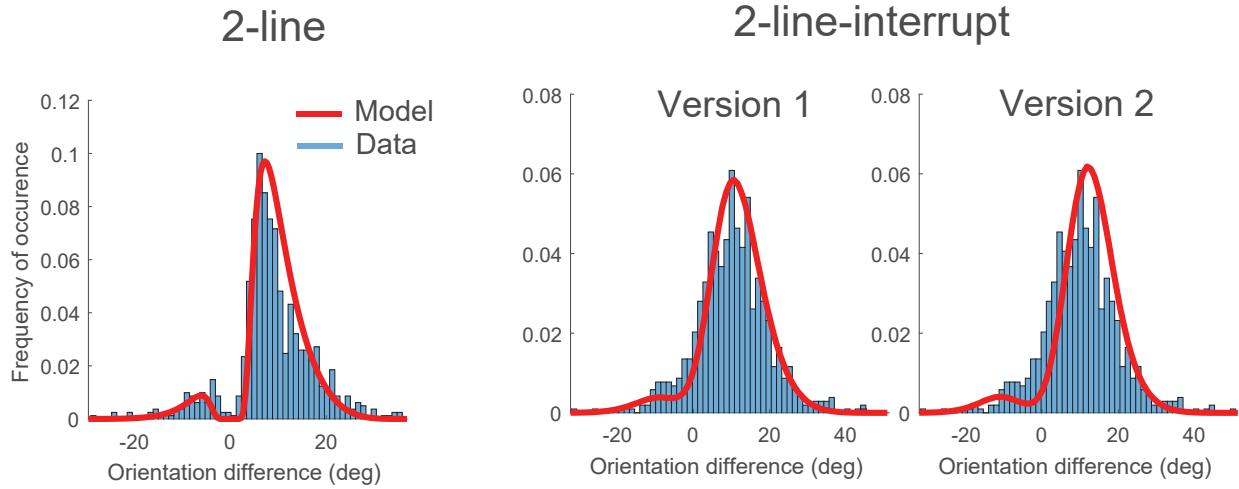 2-line
2-line-interrupt
Model
Data
Version 1
Version 2
Frequency of occurence
0.12
0.1
0.08
0.06
0.04
0.02
0
-20
0
20
Orientation difference (deg)
0.08
0.06
0.04
0.02
0
-20
0
20
40
Orientation difference (deg)
0.08
0.06
0.04
0.02
0
-20
0
20
40
Orientation difference (deg)